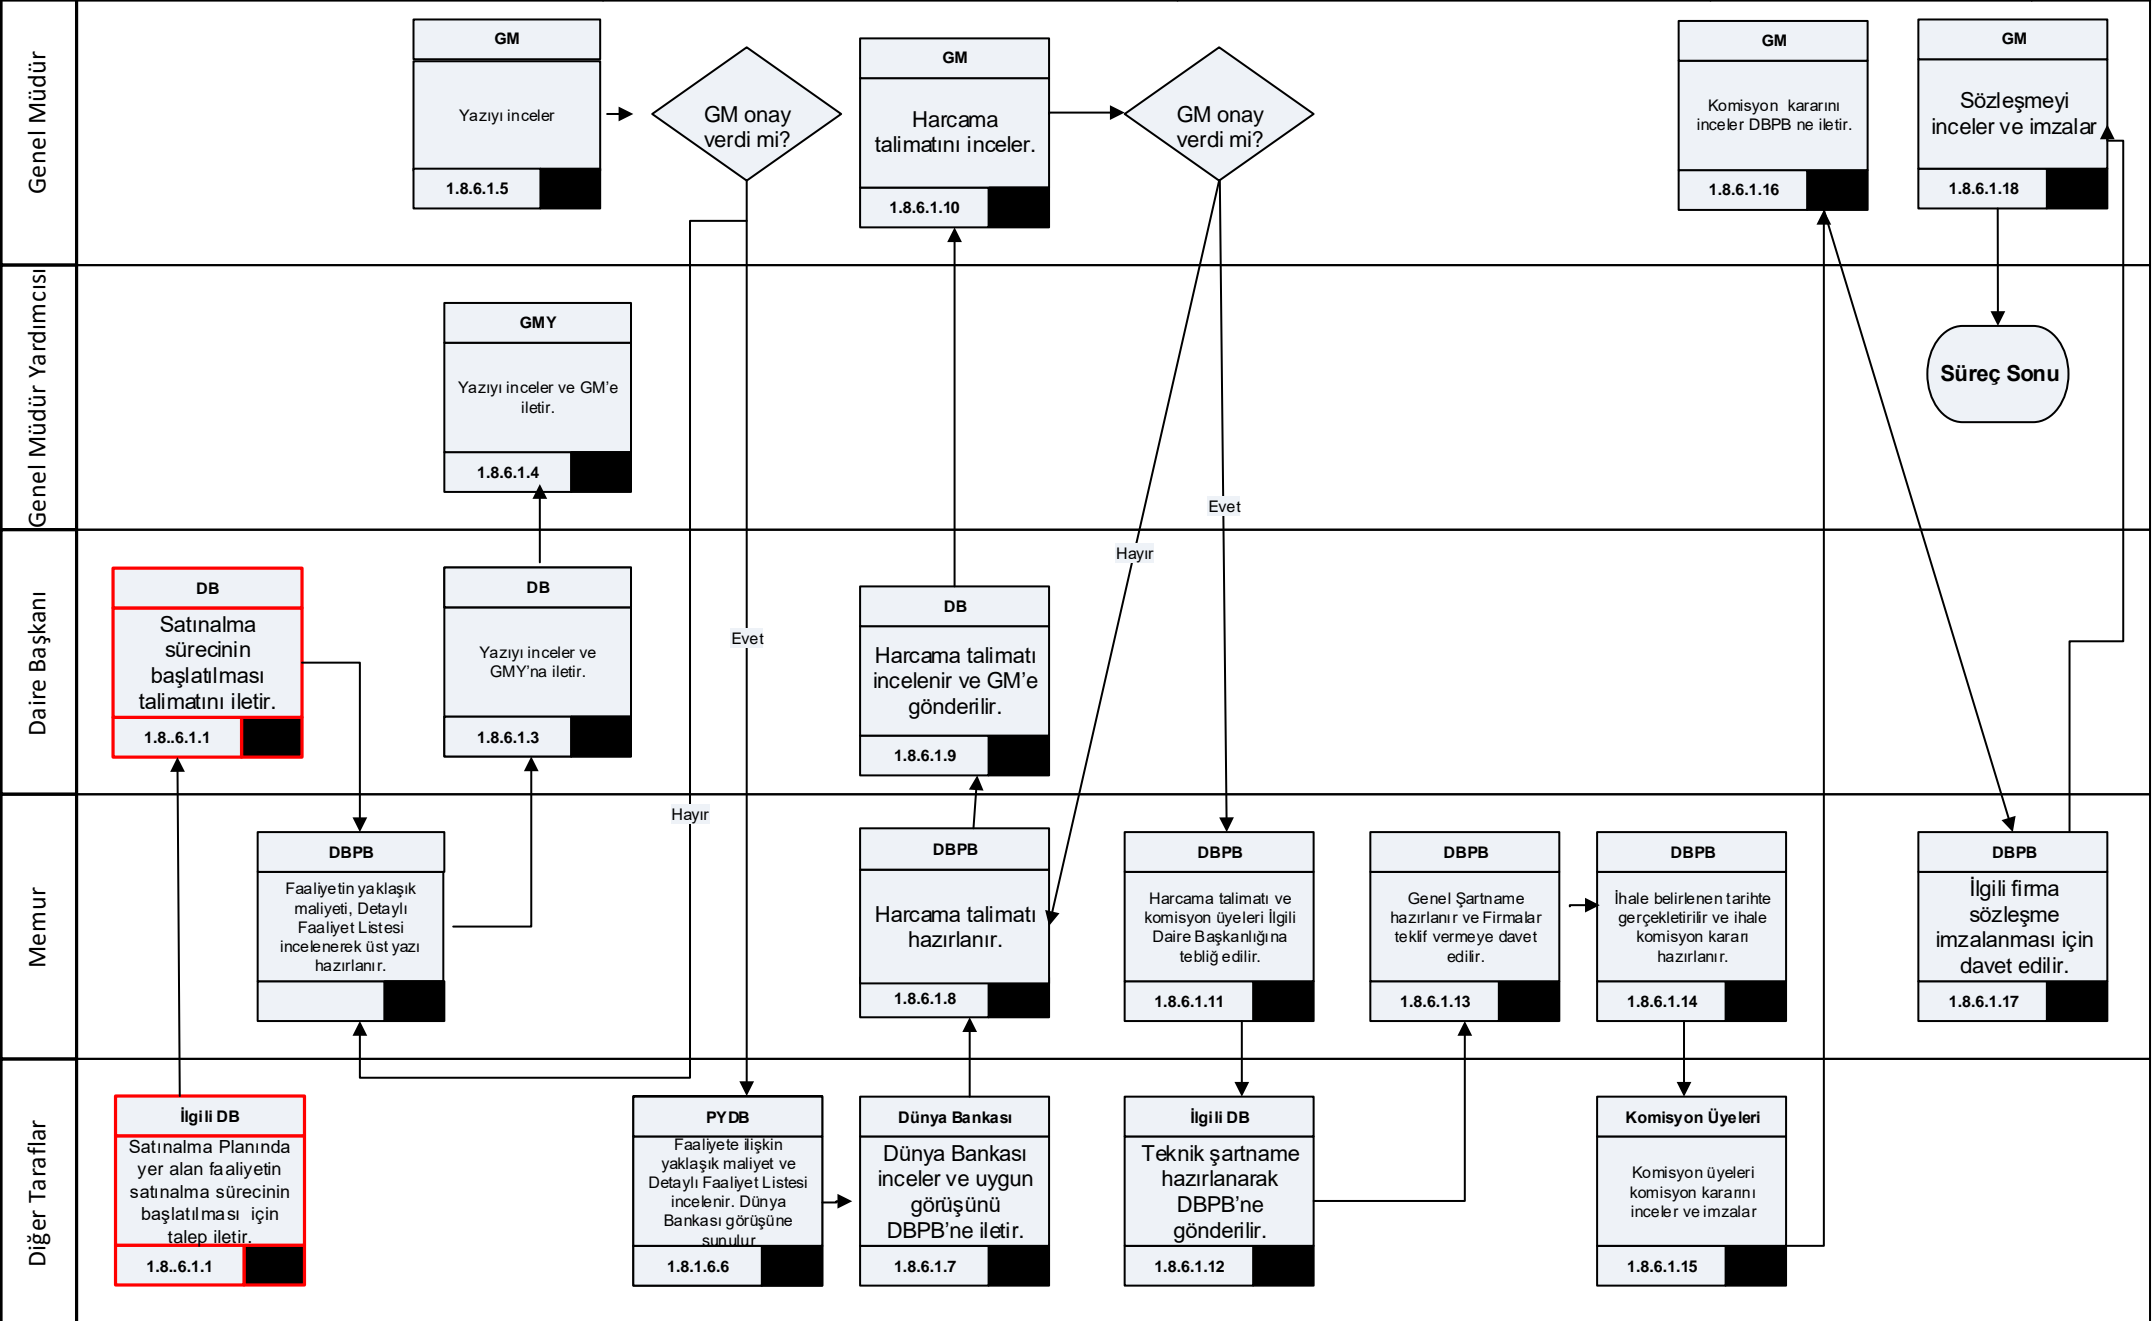 Genel Müdür
GM
Yazıyı inceler
1.8.6.1.5
GM onay
verdi mi?
GM
Harcama
talimatını inceler.
1.8.6.1.10
GM onay
verdi mi?
GM
Komisyon kararını
inceler DBPB ne iletir.
1.8.6.1.16
GM
Sözleşmeyi
inceler ve imzalar
1.8.6.1.18
Genel Müdür Yardımcısı
GMY
Yazıyı inceler ve GM’e
iletir.
1.8.6.1.4
Evet
Süreç Sonu
Daire Başkanı
DB
Satınalma
sürecinin
başlatılması
talimatını iletir.
1.8..6.1.1
DB
Yazıyı inceler ve
GMY’na iletir.
1.8.6.1.3
Evet
DB
Harcama talimatı
incelenir ve GM’e
gönderilir.
1.8.6.1.9
Hayır
Memur
DBPB
Faaliyetin yaklaşık
maliyeti, Detaylı
Faaliyet Listesi
incelenerek üst yazı
hazırlanır.
Hayır
DBPB
Harcama talimatı
hazırlanır.
1.8.6.1.8
DBPB
Harcama talimatı ve
komisyon üyeleri İlgili
Daire Başkanlığına
tebliğ edilir.
1.8.6.1.11
DBPB
Genel Şartname
hazırlanır ve Firmalar
teklif vermeye davet
edilir.
1.8.6.1.13
DBPB
İhale belirlenen tarihte
gerçekletirilir ve ihale
komisyon kararı
hazırlanır.
1.8.6.1.14
DBPB
İlgili firma
sözleşme
imzalanması için
davet edilir.
1.8.6.1.17
Diğer Taraflar
İlgili DB
Satınalma Planında
yer alan faaliyetin
satınalma sürecinin
başlatılması için
talep iletir.
1.8..6.1.1
PYDB
Faaliyete ilişkin
yaklaşık maliyet ve
Detaylı Faaliyet Listesi
incelenir. Dünya
Bankası görüşüne
sunulur
1.8.1.6.6
Dünya Bankası
Dünya Bankası
inceler ve uygun
görüşünü
DBPB’ne iletir.
1.8.6.1.7
İlgili DB
Teknik şartname
hazırlanarak
DBPB’ne
gönderilir.
1.8.6.1.12
Komisyon Üyeleri
Komisyon üyeleri
komisyon kararını
inceler ve imzalar
1.8.6.1.15